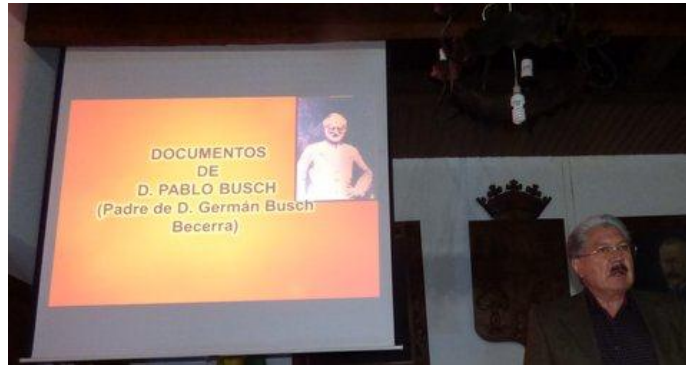 DOCUMENTOS
DE
D. PABLO BUSCH
(Padre de D. Germán Busch
Becerra)